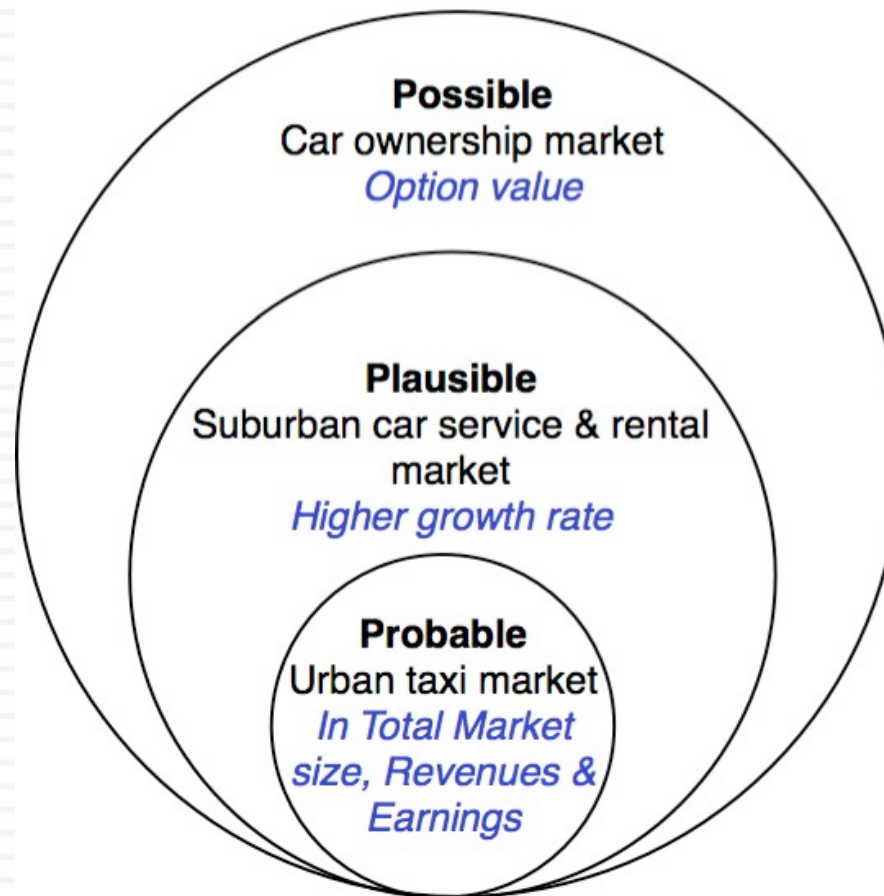 Possible
Car ownership market
Option value
Plausible
Suburban car service & rental
market
Higher growth rate
Probable
Urban taxi market
In Total Market
size, Revenues &
Earnings